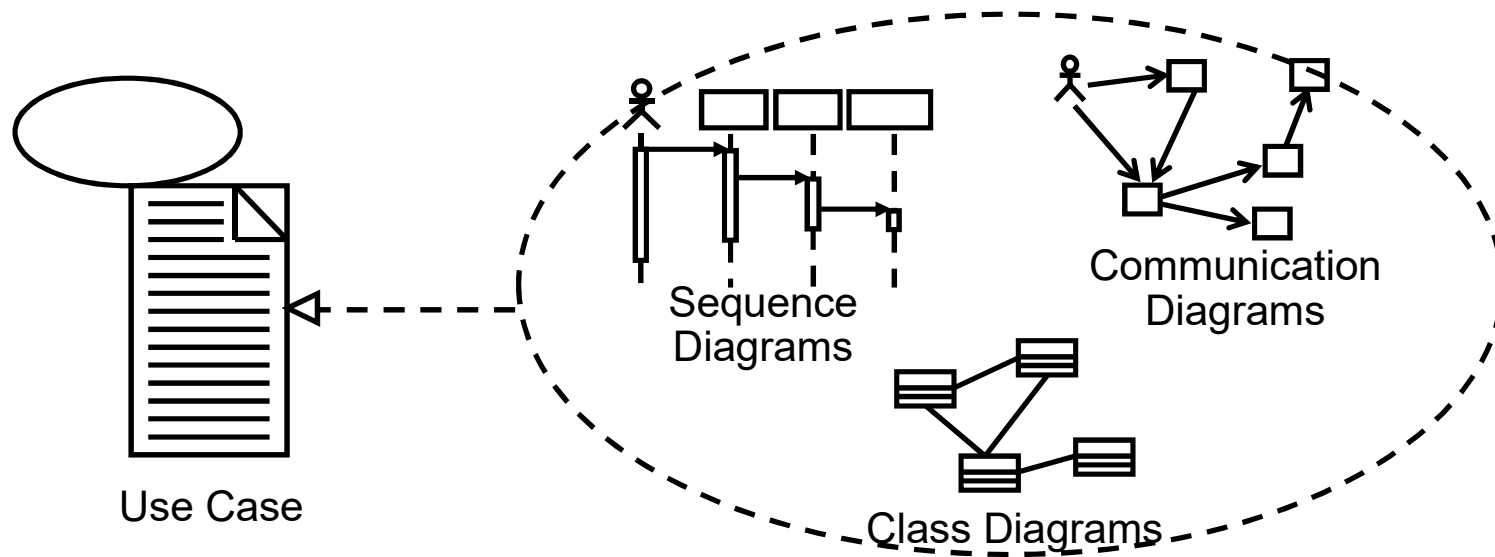 Sequence
Diagrams
Communication
Diagrams
Use Case
Class Diagrams